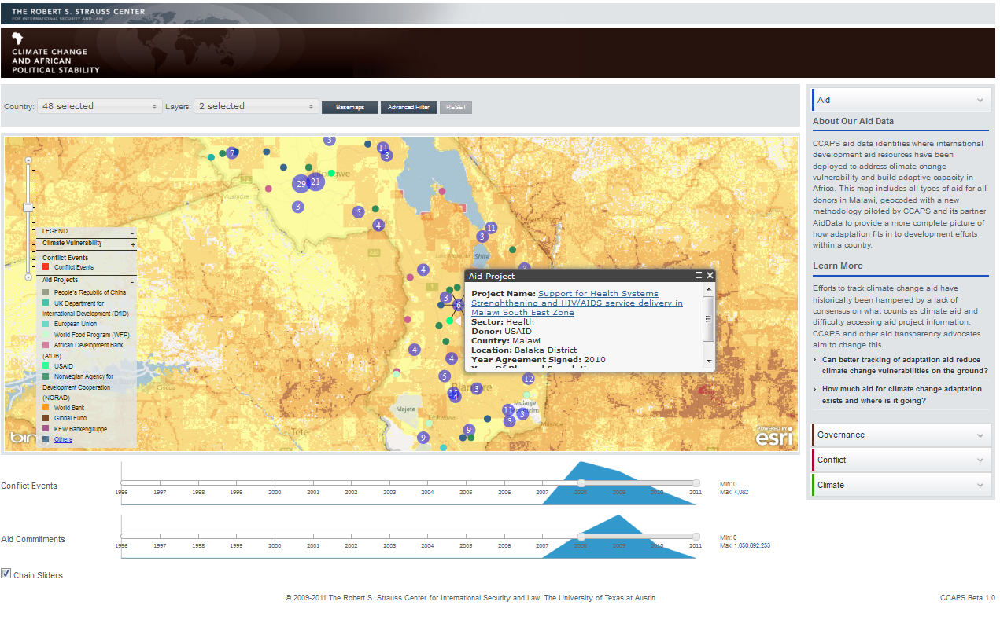 THE ROBERT S. STRAUSS CENTER
FOR INTERNATIONAL SECURITY AND LAW
CLIMATE CHANGE
AND AFRICAN
POLITICAL STABILITY
Country: 48 selected Layers: 2 selected Basemaps Advanced Filter RESET
LEGEND
Climate Vulnerability
Conflict Events
Conflict Events
Aid Projects
People's Republic of China
UK Department for
International Development (DfID)
European Union
World Food Program (WFP)
African Development Bank
(AfDB)
USAID
Norwegian Agency for
Development Cooperation
(NORAD)
World Bank
Global Fund
KFW Bankengruppe
Others
7
3
11
3
29
21
3
5
4
11
3
Shire
4
3
6
4
4
5
3
12
4
Majete
Mulanje
11
3
3
9
9
Tete
bing
Aid Project
Project Name: Support for Health Systems
Strenghthening and HIV/AIDS service delivery in
Malawi South East Zone
Sector: Health
Donor: USAID
Country: Malawi
Location: Balaka District
Year Agreement Signed: 2010
POWERED BY
esri
Conflict Events
1996 1997 1998 1999 2000 2001 2002 2003 2004 2005 2006 2007 2008 2009 2010 2011
Min: 0
Max: 4,082
Aid Commitments
1996 1997 1998 1999 2000 2001 2002 2003 2004 2005 2006 2007 2008 2009 2010 2011
Min: 0
Max: 1,050,892,253
Chain Sliders
Aid
About Our Aid Data
CCAPS aid data identifies where international
development aid resources have been
deployed to address climate change
vulnerability and build adaptive capacity in
Africa. This map includes all types of aid for all
donors in Malawi, geocoded with a new
methodology piloted by CCAPS and its partner
AidData to provide a more complete picture of
how adaptation fits in to development efforts
within a country.
Learn More
Efforts to track climate change aid have
historically been hampered by a lack of
consensus on what counts as climate aid and
difficulty accessing aid project information.
CCAPS and other aid transparency advocates
aim to change this.
› Can better tracking of adaptation aid reduce
climate change vulnerabilities on the ground?
› How much aid for climate change adaptation
exists and where is it going?
Governance
Conflict
Climate
© 2009-2011 The Robert S. Strauss Center for International Security and Law, The University of Texas at Austin
CCAPS Beta 1.0